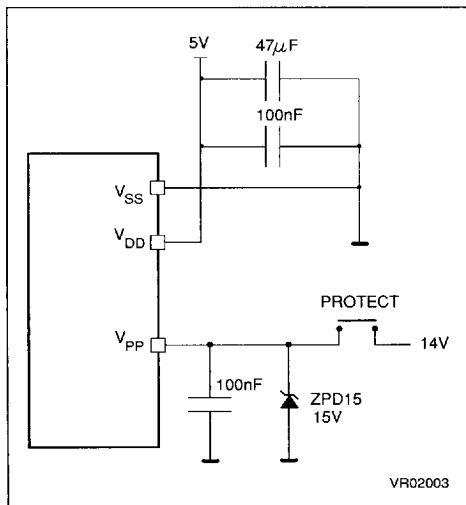 5V
47μF
100nF
VSS
VDD
PROTECT
VPP
14V
100nF
ZPD15
15V
VR02003